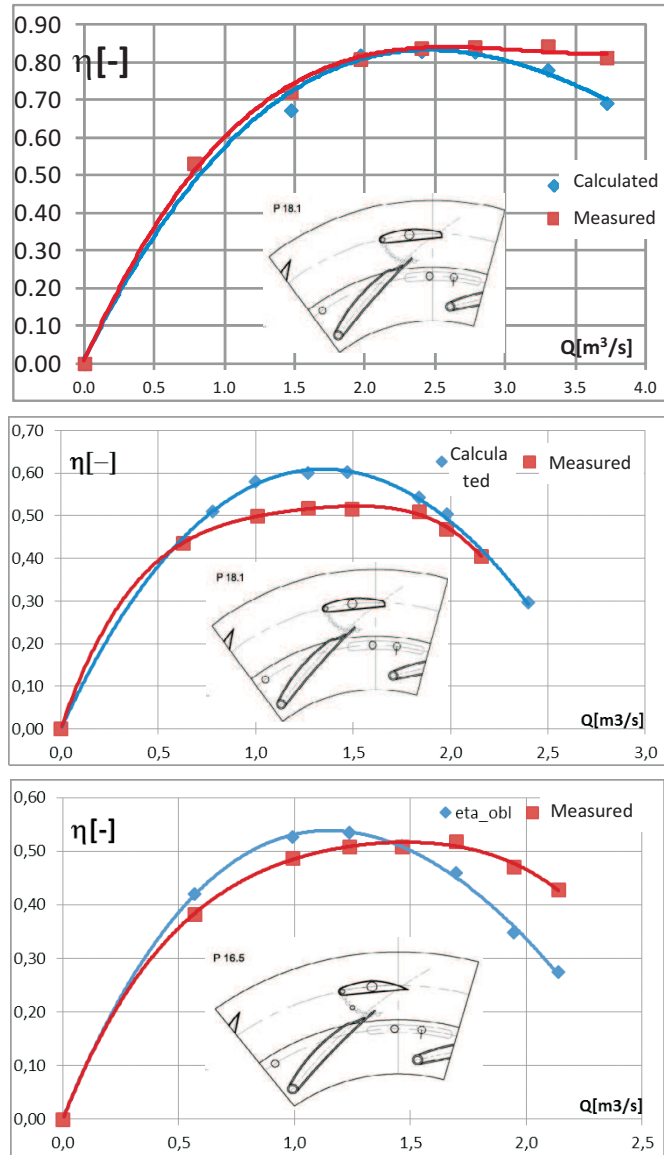 0.90
η[-]
0.80
0.70
0.60
0.50
0.40
0.30
0.20
0.10
0.00
Calculated
Measured
P 18.1
Q[m³/s]
0.0 0.5 1.0 1.5 2.0 2.5 3.0 3.5 4.0
0,70
η[–]
0,60
0,50
0,40
0,30
0,20
0,10
0,00
Calcula
ted
Measured
P 18.1
Q[m3/s]
0,0 0,5 1,0 1,5 2,0 2,5 3,0
0,60
η[-]
0,50
0,40
0,30
0,20
0,10
0,00
eta_obl Measured
P 16.5
Q[m3/s]
0,0 0,5 1,0 1,5 2,0 2,5